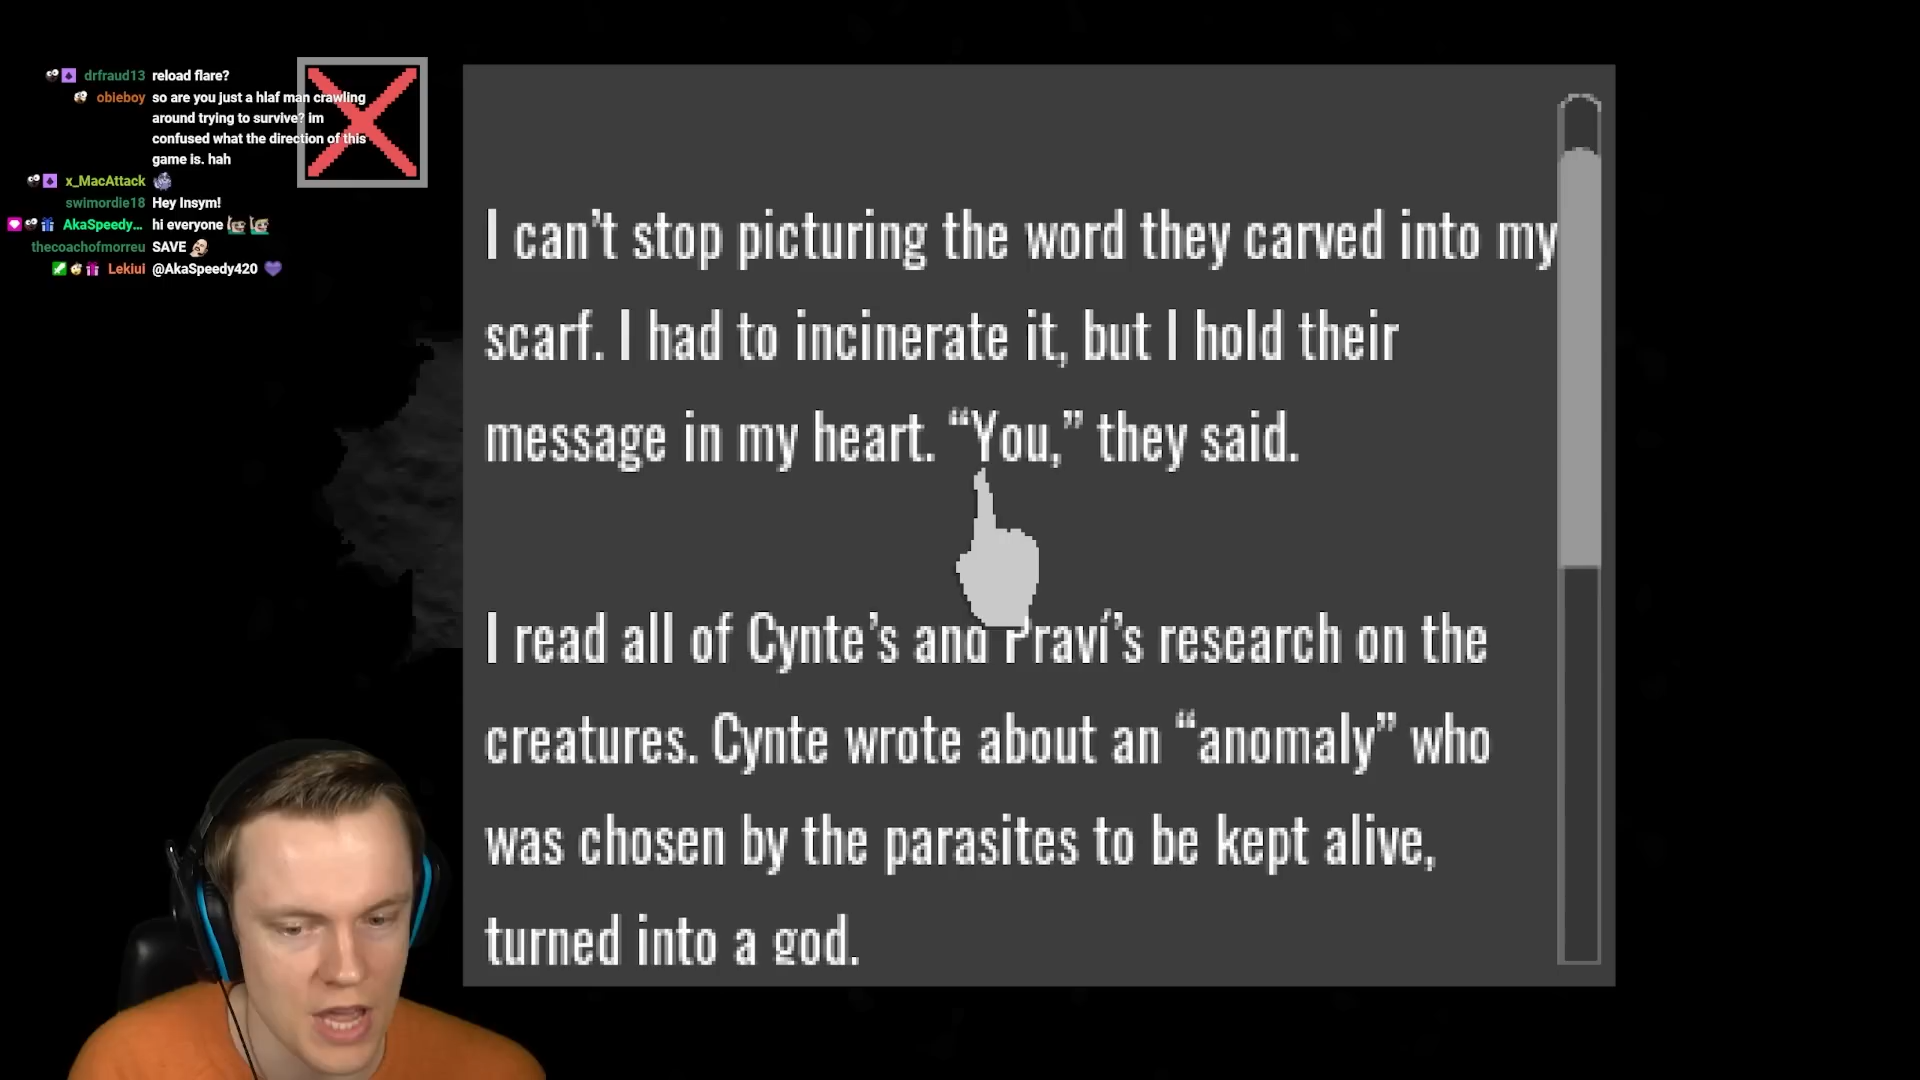 drfraud13 reload flare?
obieboy so are you just a hlaf man crawling
around trying to survive? im
confused what the direction of this
game is. hah
x_MacAttack
swimordie18 Hey Insym!
AkaSpeedy... hi everyone
thecoachofmorreu SAVE
Lekiui @AkaSpeedy420
I can’t stop picturing the word they carved into my
scarf. I had to incinerate it, but I hold their
message in my heart. “You,” they said.
I read all of Cynte’s and Pravi’s research on the
creatures. Cynte wrote about an “anomaly” who
was chosen by the parasites to be kept alive,
turned into a god.